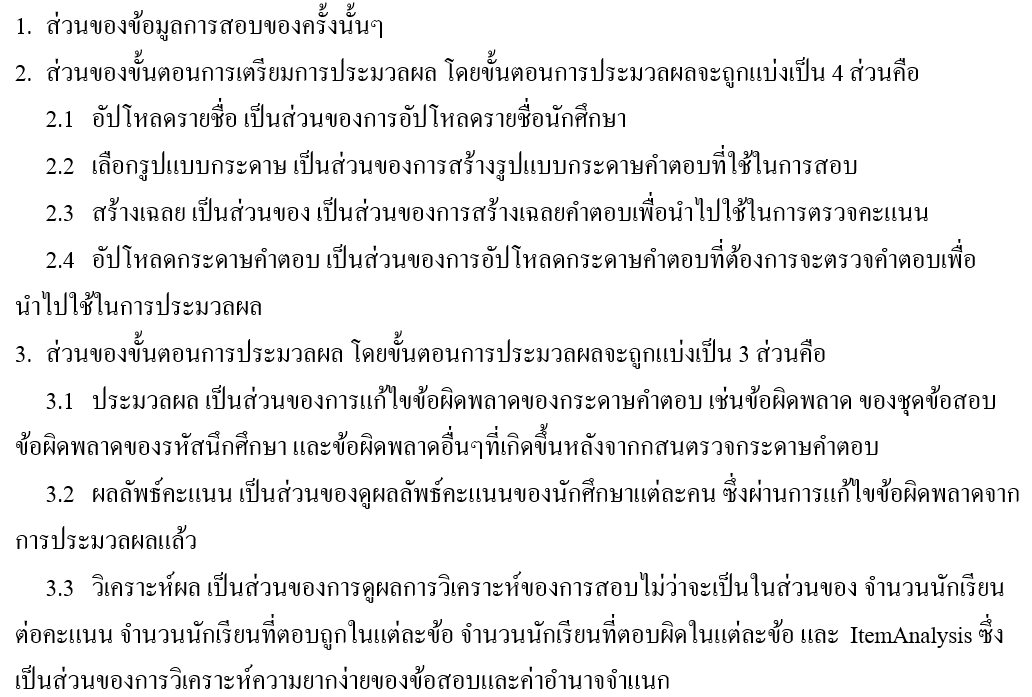 1. ส่วนของข้อมูลการสอบของครั้งนั้นๆ
2. ส่วนของขั้นตอนการเตรียมการประมวลผล โดยขั้นตอนการประมวลผลจะถูกแบ่งเป็น 4 ส่วนคือ
2.1 อัปโหลดรายชื่อ เป็นส่วนของการอัปโหลดรายชื่อนักศึกษา
2.2 เลือกรูปแบบกระดาษ เป็นส่วนของการสร้างรูปแบบกระดาษคำตอบที่ใช้ในการสอบ
2.3 สร้างเฉลย เป็นส่วนของ เป็นส่วนของการสร้างเฉลยคำตอบเพื่อนำไปใช้ในการตรวจคะแนน
2.4 อัปโหลดกระดาษคำตอบ เป็นส่วนของการอัปโหลดกระดาษคำตอบที่ต้องการจะตรวจคำตอบเพื่อ
นำไปใช้ในการประมวลผล
3. ส่วนของขั้นตอนการประมวลผล โดยขั้นตอนการประมวลผลจะถูกแบ่งเป็น 3 ส่วนคือ
3.1 ประมวลผล เป็นส่วนของการแก้ไขข้อผิดพลาดของกระดาษคำตอบ เช่นข้อผิดพลาด ของชุดข้อสอบ
ข้อผิดพลาดของรหัสนึกศึกษา และข้อผิดพลาดอื่นๆที่เกิดขึ้นหลังจากกสนตรวจกระดาษคำตอบ
3.2 ผลลัพธ์คะแนน เป็นส่วนของดูผลลัพธ์คะแนนของนักศึกษาแต่ละคน ซึ่งผ่านการแก้ไขข้อผิดพลาดจาก
การประมวลผลแล้ว
3.3 วิเคราะห์ผล เป็นส่วนของการดูผลการวิเคราะห์ของการสอบไม่ว่าจะเป็นในส่วนของ จำนวนนักเรียน
ต่อคะแนน จำนวนนักเรียนที่ตอบถูกในแต่ละข้อ จำนวนนักเรียนที่ตอบผิดในแต่ละข้อ และ ItemAnalysis ซึ่ง
เป็นส่วนของการวิเคราะห์ความยากง่ายของข้อสอบและค่าอำนาจจำแนก